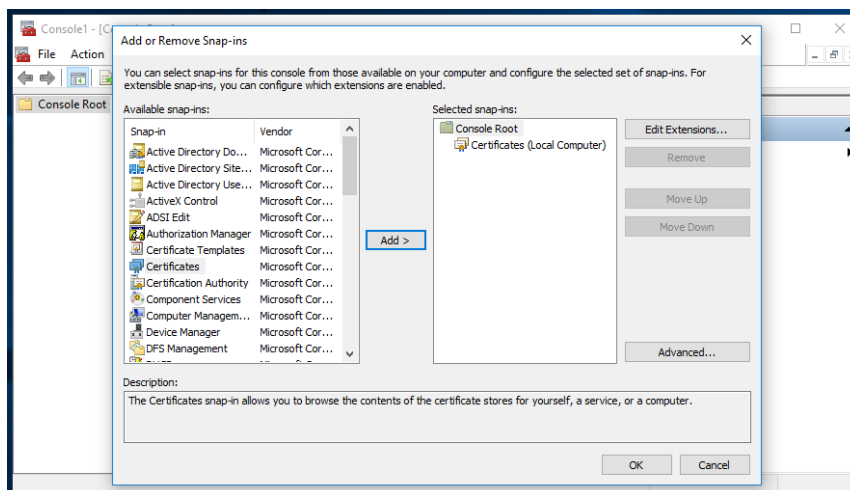 Console1 - [C
File Action
Console Root
Add or Remove Snap-ins
You can select snap-ins for this console from those available on your computer and configure the selected set of snap-ins. For
extensible snap-ins, you can configure which extensions are enabled.
Available snap-ins:
Snap-in Vendor
Active Directory Do... Microsoft Cor...
Active Directory Site... Microsoft Cor...
Active Directory Use... Microsoft Cor...
ActiveX Control Microsoft Cor...
ADSI Edit Microsoft Cor...
Authorization Manager Microsoft Cor...
Certificate Templates Microsoft Cor...
Certificates Microsoft Cor...
Certification Authority Microsoft Cor...
Component Services Microsoft Cor...
Computer Managem... Microsoft Cor...
Device Manager Microsoft Cor...
DFS Management Microsoft Cor...
Add >
Selected snap-ins:
Console Root
Certificates (Local Computer)
Edit Extensions...
Remove
Move Up
Move Down
Advanced...
Description:
The Certificates snap-in allows you to browse the contents of the certificate stores for yourself, a service, or a computer.
OK Cancel